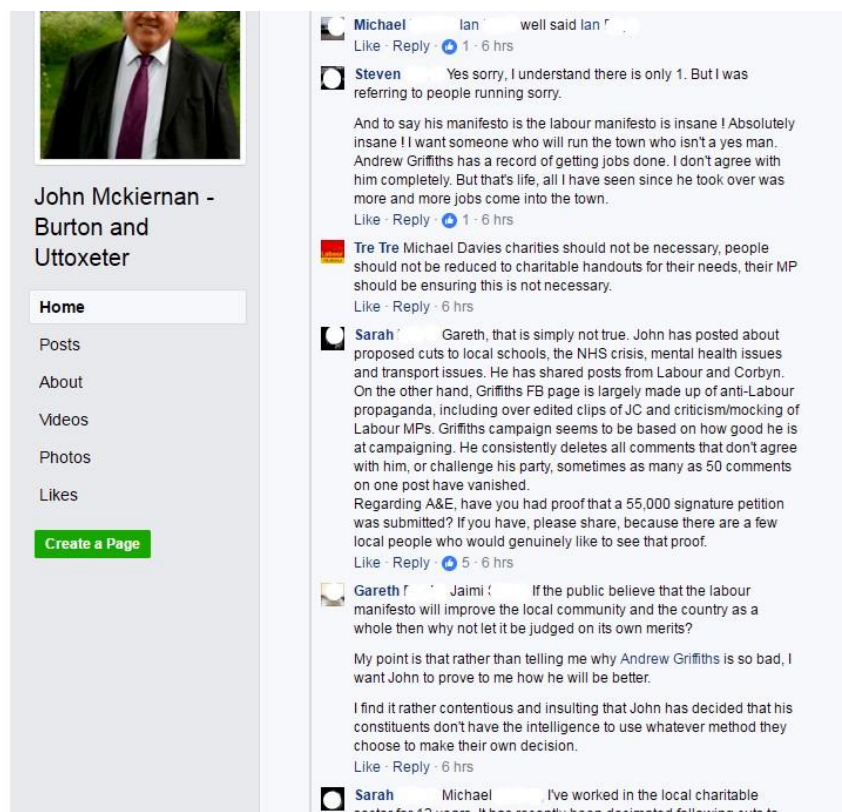 John Mckiernan -
Burton and
Uttoxeter
Home
Posts
About
Videos
Photos
Likes
Create a Page
Michael Ian well said Ian
Like · Reply · 1 · 6 hrs
Steven Yes sorry, I understand there is only 1. But I was
referring to people running sorry.
And to say his manifesto is the labour manifesto is insane ! Absolutely
insane ! I want someone who will run the town who isn't a yes man.
Andrew Griffiths has a record of getting jobs done. I don't agree with
him completely. But that's life, all I have seen since he took over was
more and more jobs come into the town.
Like · Reply · 1 · 6 hrs
Tre Tre Michael Davies charities should not be necessary, people
should not be reduced to charitable handouts for their needs, their MP
should be ensuring this is not necessary.
Like · Reply · 6 hrs
Sarah Gareth, that is simply not true. John has posted about
proposed cuts to local schools, the NHS crisis, mental health issues
and transport issues. He has shared posts from Labour and Corbyn.
On the other hand, Griffiths FB page is largely made up of anti-Labour
propaganda, including over edited clips of JC and criticism/mocking of
Labour MPs. Griffiths campaign seems to be based on how good he is
at campaigning. He consistently deletes all comments that don't agree
with him, or challenge his party, sometimes as many as 50 comments
on one post have vanished.
Regarding A&E, have you had proof that a 55,000 signature petition
was submitted? If you have, please share, because there are a few
local people who would genuinely like to see that proof.
Like · Reply · 5 · 6 hrs
Gareth Jaimi If the public believe that the labour
manifesto will improve the local community and the country as a
whole then why not let it be judged on its own merits?
My point is that rather than telling me why Andrew Griffiths is so bad, I
want John to prove to me how he will be better.
I find it rather contentious and insulting that John has decided that his
constituents don't have the intelligence to use whatever method they
choose to make their own decision.
Like · Reply · 6 hrs
Sarah Michael I've worked in the local charitable